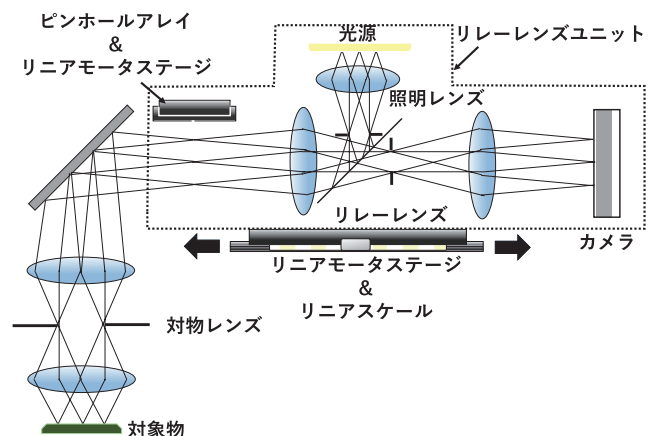 ピンホールアレイ
&
リニアモータステージ
光源
リレーレンズユニット
照明レンズ
リレーレンズ
カメラ
リニアモータステージ
&
リニアスケール
対物レンズ
対象物